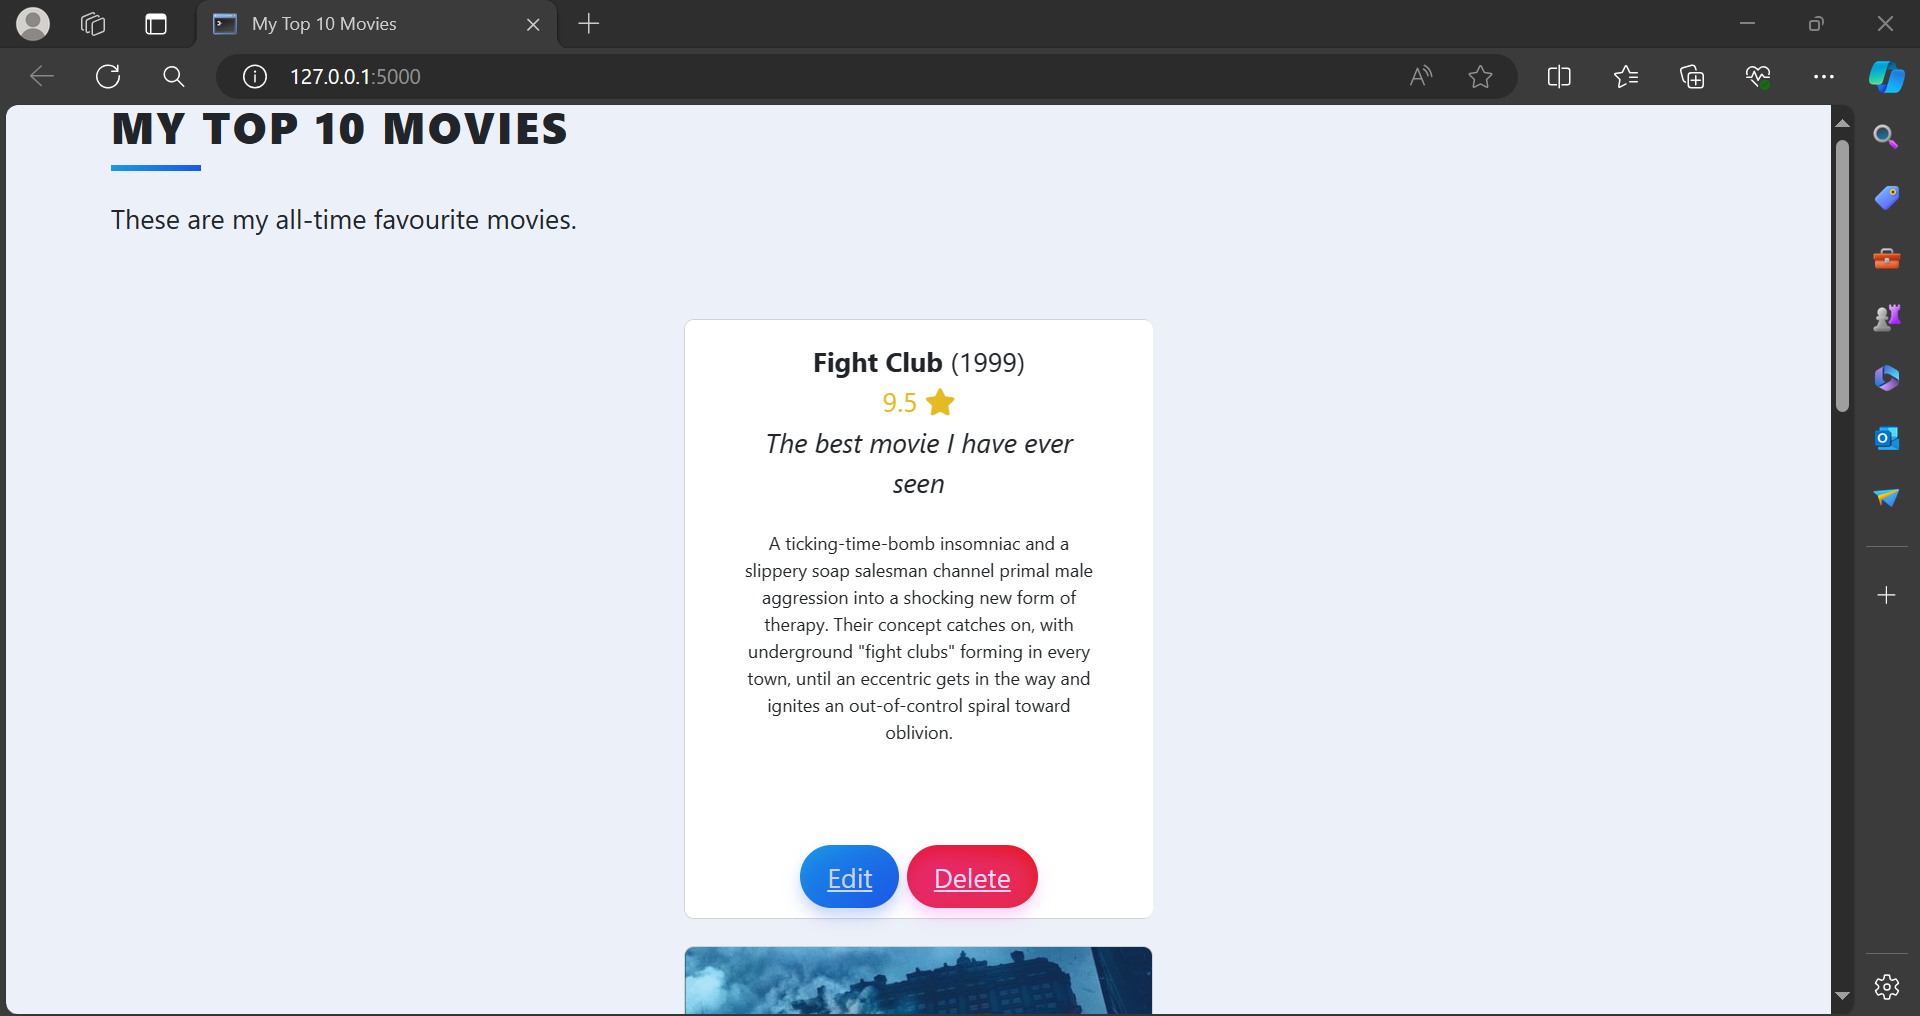 My Top 10 Movies
127.0.0.1:5000
MY TOP 10 MOVIES
These are my all-time favourite movies.
Fight Club (1999)
9.5
The best movie I have ever
seen
A ticking-time-bomb insomniac and a
slippery soap salesman channel primal male
aggression into a shocking new form of
therapy. Their concept catches on, with
underground "fight clubs" forming in every
town, until an eccentric gets in the way and
ignites an out-of-control spiral toward
oblivion.
Edit Delete